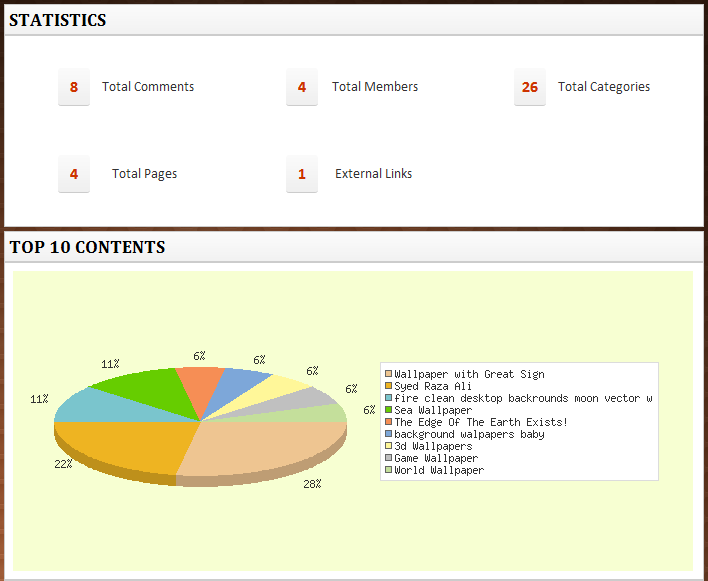 STATISTICS
8 Total Comments
4 Total Members
26 Total Categories
4 Total Pages
1 External Links
TOP 10 CONTENTS
6%
6%
11%
6%
6%
11%
6%
22%
28%
Wallpaper with Great Sign
Syed Raza Ali
fire clean desktop backrounds moon vector w
Sea Wallpaper
The Edge Of The Earth Exists!
background walpapers baby
3d Wallpapers
Game Wallpaper
World Wallpaper